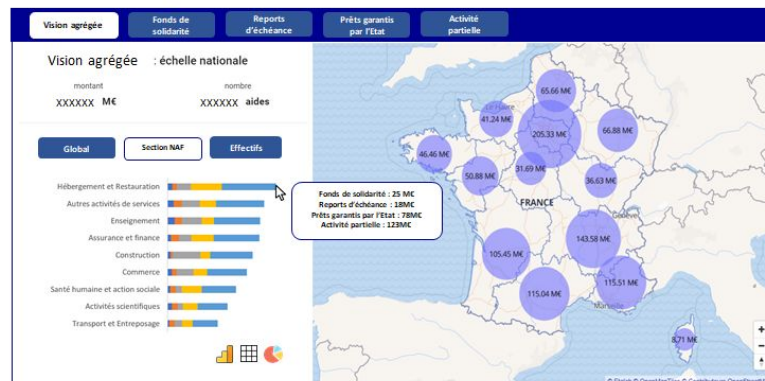 Vision agrégée
Fonds de
solidarité
Reports
d'échéance
Prêts garantis
par l'Etat
Activité
partielle
Vision agrégée : échelle nationale
montant
nombre
XXXXXX M€
XXXXXX aides
Global
Section NAF
Effectifs
Hébergement et Restauration
Autres activités de services
Enseignement
Assurance et finance
Construction
Commerce
Santé humaine et action sociale
Activités scientifiques
Transport et Entreposage
Fonds de solidarité : 25 M€
Reports d'échéance : 18M€
Prêts garantis par l'Etat : 78M€
Activité partielle : 123M€
65.66 M€
Le Havre
41.24 M€
205.33 M€
66.88 M€
46.46 M€
50.88 M€
31.69 M€
36.63 M€
FRANCE
Genève
143.58 M€
105.45 M€
115.51 M€
115.04 M€
Marseille
8.71 M€
+
−